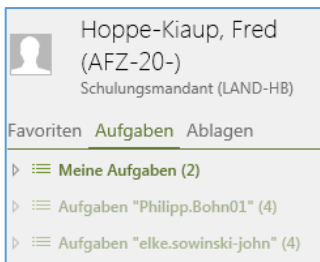 Hoppe-Kiaup, Fred
(AFZ-20-)
Schulungsmandant (LAND-HB)
Favoriten Aufgaben Ablagen
Meine Aufgaben (2)
Aufgaben "Philipp.Bohn01" (4)
Aufgaben "elke.sowinski-john" (4)